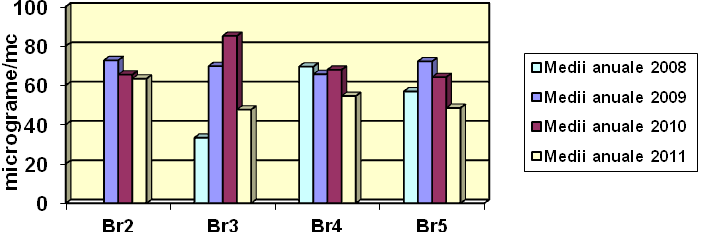 100
80
60
40
20
0
micrograme/mc
Br2 Br3 Br4 Br5
Medii anuale 2008
Medii anuale 2009
Medii anuale 2010
Medii anuale 2011